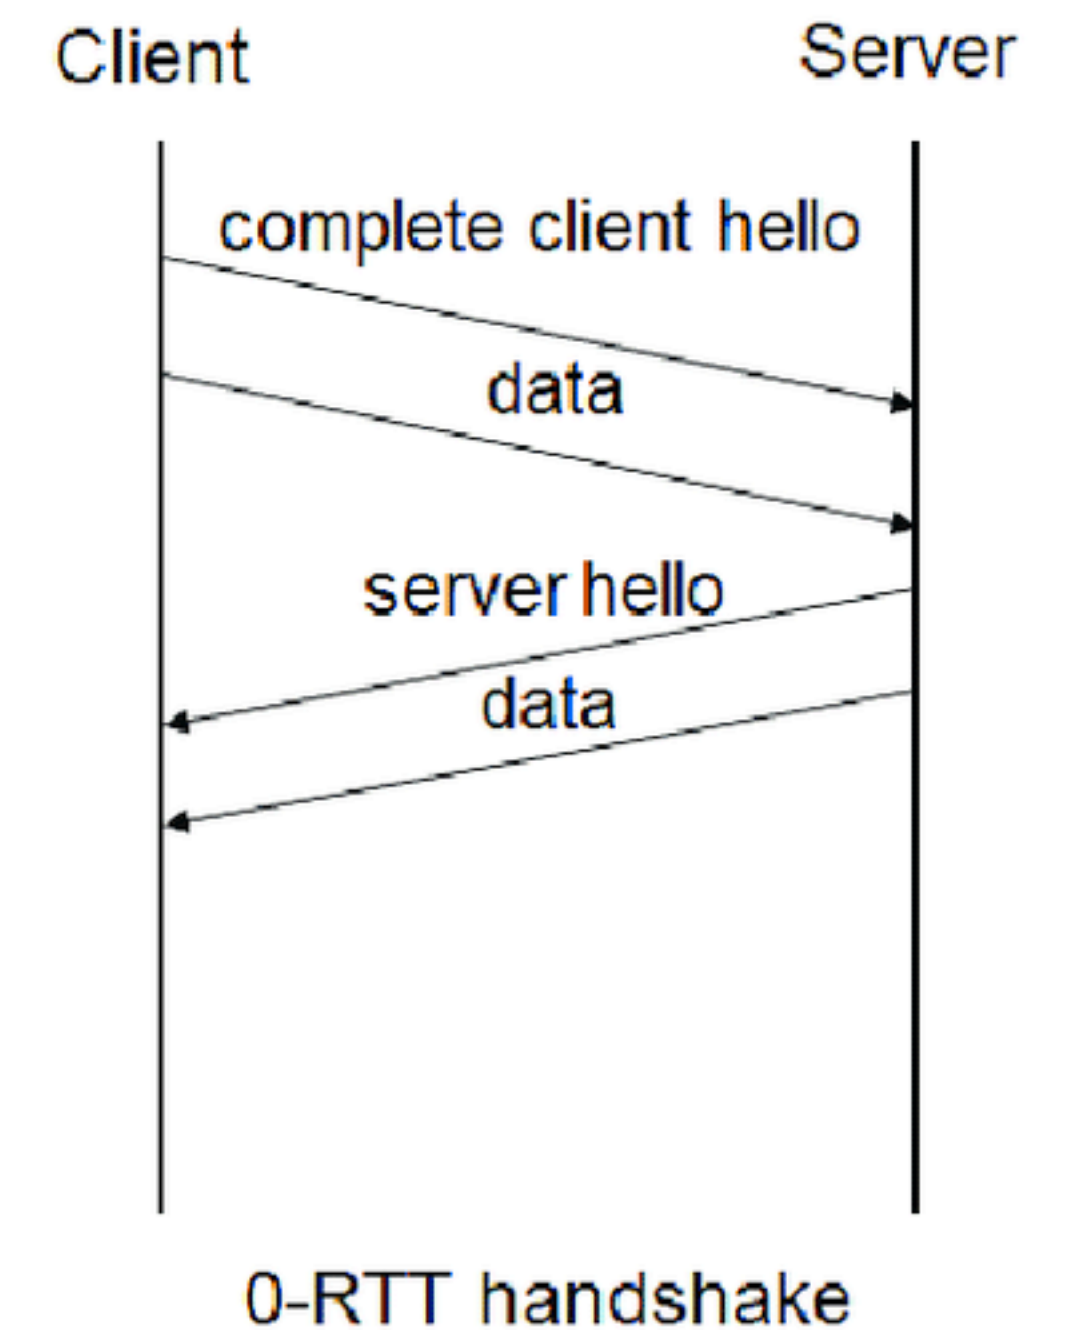 Client
Server
complete client hello
data
server hello
data
0-RTT handshake